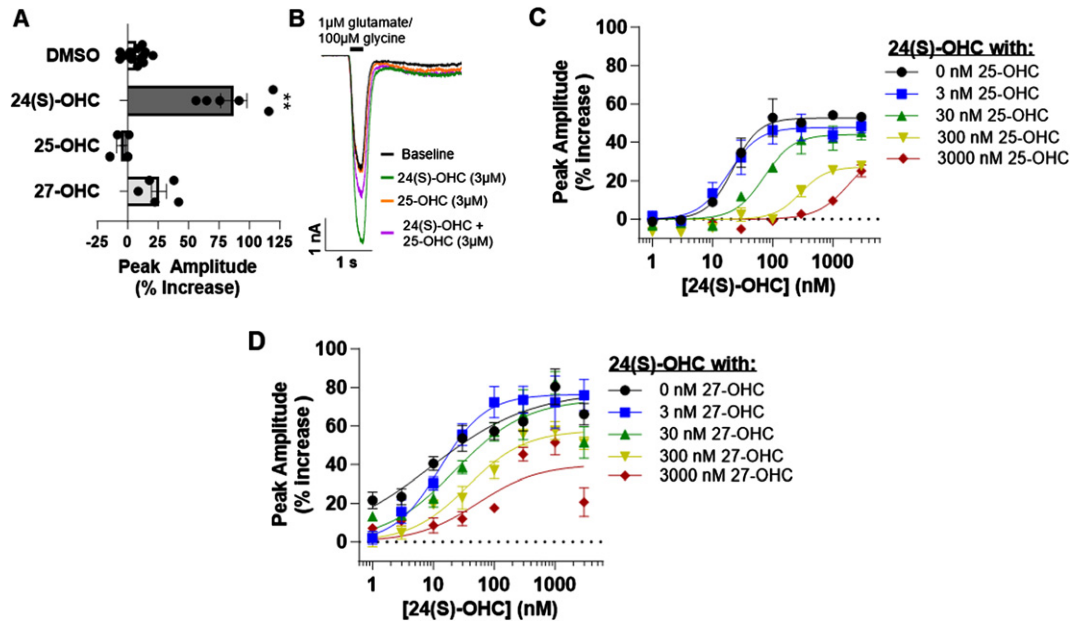 A
DMSO
24(S)-OHC
**
25-OHC
27-OHC
-25 0 25 50 75 100 125
Peak Amplitude
(% Increase)
B
1μM glutamate/
100μM glycine
Baseline
24(S)-OHC (3μM)
25-OHC (3μM)
24(S)-OHC +
25-OHC (3μM)
1 nA
1 s
C
Peak Amplitude
(% Increase )
100
80
60
40
20
0
1 10 100 1000
[24(S)-OHC] (nM)
24(S)-OHC with:
0 nM 25-OHC
3 nM 25-OHC
30 nM 25-OHC
300 nM 25-OHC
3000 nM 25-OHC
D
Peak Amplitude
(% Increase )
100
80
60
40
20
0
1 10 100 1000
[24(S)-OHC] (nM)
24(S)-OHC with:
0 nM 27-OHC
3 nM 27-OHC
30 nM 27-OHC
300 nM 27-OHC
3000 nM 27-OHC